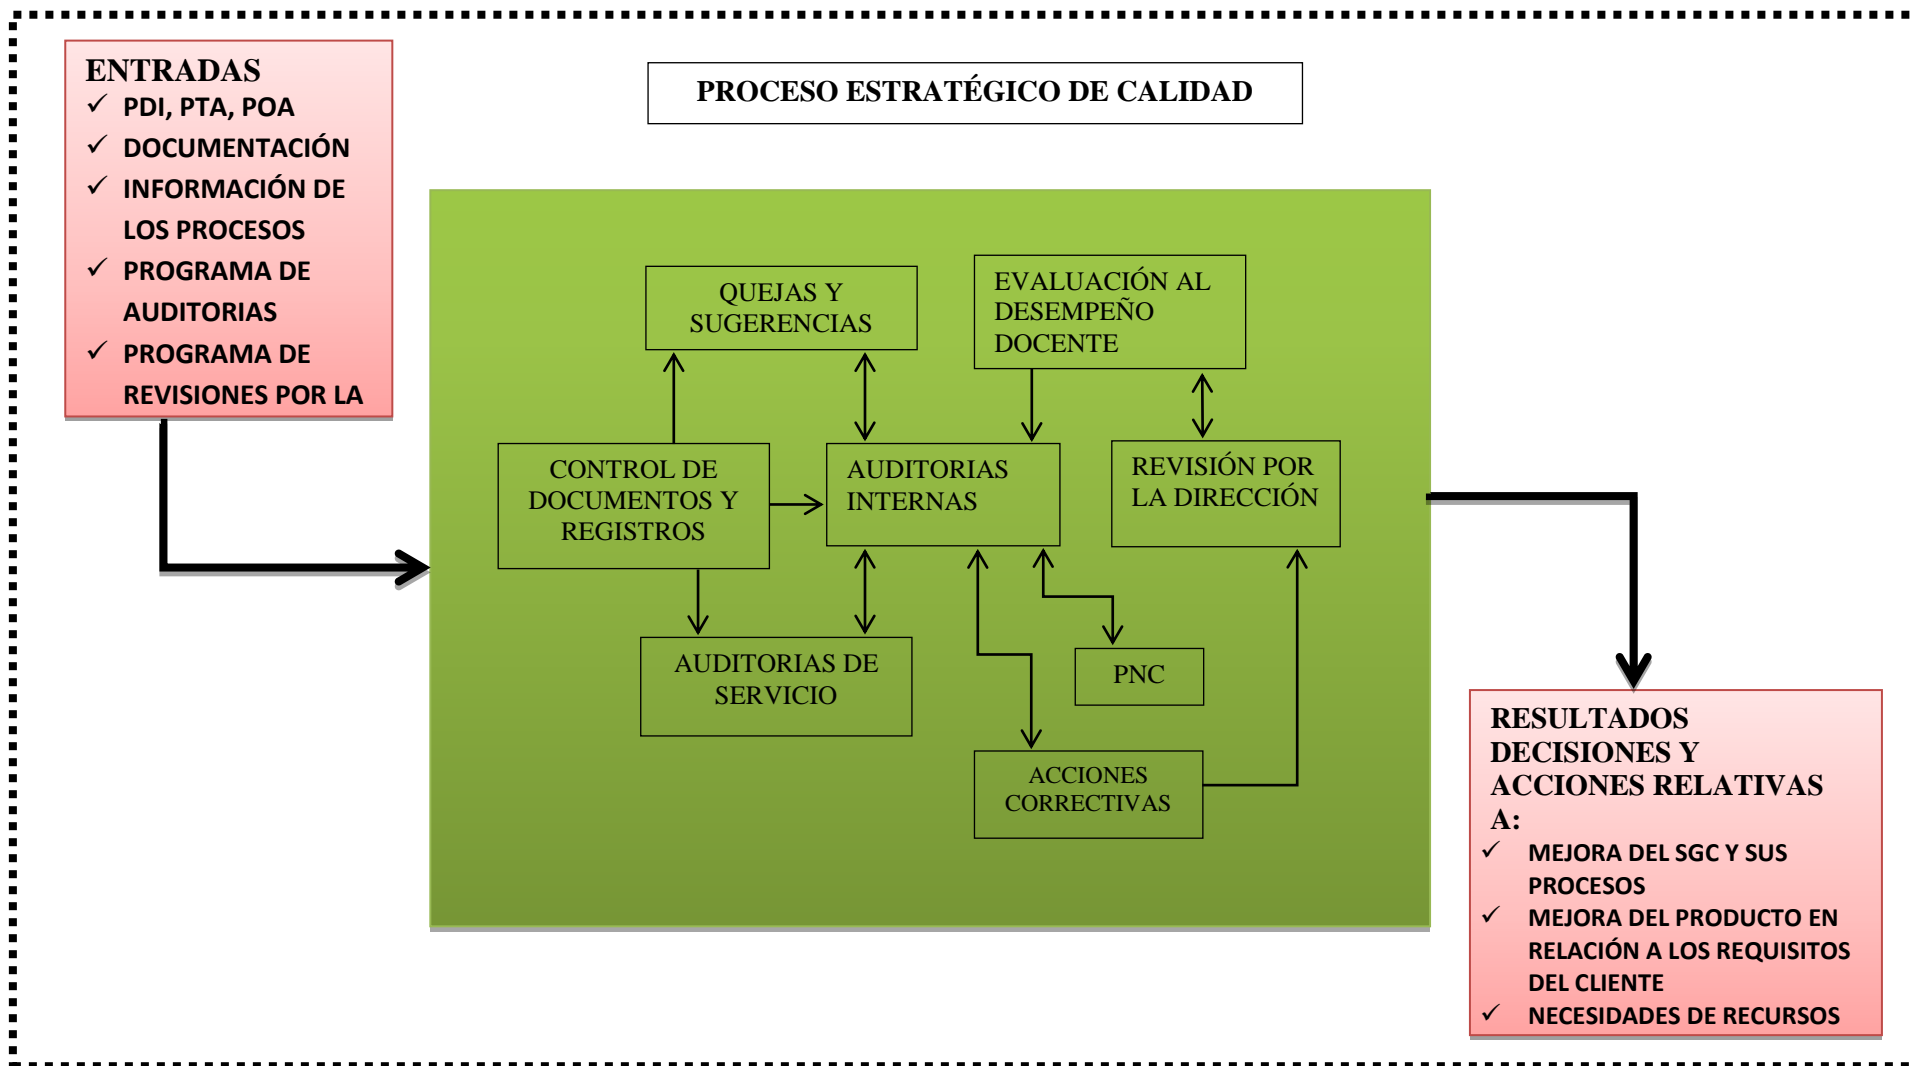 ENTRADAS
✓ PDI, PTA, POA
✓ DOCUMENTACIÓN
✓ INFORMACIÓN DE
LOS PROCESOS
✓ PROGRAMA DE
AUDITORIAS
✓ PROGRAMA DE
REVISIONES POR LA
PROCESO ESTRATÉGICO DE CALIDAD
QUEJAS Y
SUGERENCIAS
EVALUACIÓN AL
DESEMPEÑO
DOCENTE
CONTROL DE
DOCUMENTOS Y
REGISTROS
AUDITORIAS
INTERNAS
REVISIÓN POR
LA DIRECCIÓN
AUDITORIAS DE
SERVICIO
PNC
ACCIONES
CORRECTIVAS
RESULTADOS
DECISIONES Y
ACCIONES RELATIVAS
A:
✓ MEJORA DEL SGC Y SUS
PROCESOS
✓ MEJORA DEL PRODUCTO EN
RELACIÓN A LOS REQUISITOS
DEL CLIENTE
✓ NECESIDADES DE RECURSOS